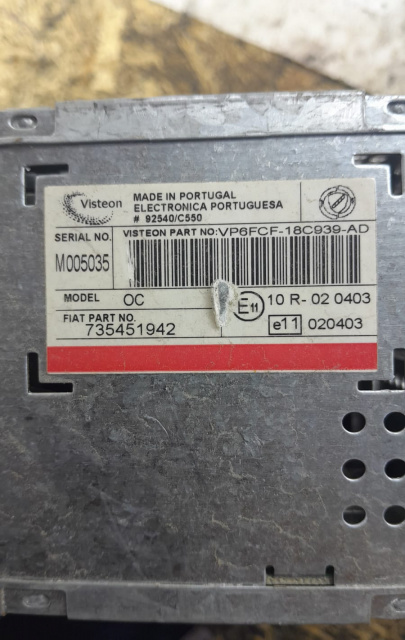 Visteon
MADE IN PORTUGAL
ELECTRONICA PORTUGUESA
# 92540/C550
SERIAL NO.
M005035
VISTEON PART NO: VP6FCF-18C939-AD
MODEL OC
E11 10 R- 02 0403
FIAT PART NO.
735451942
e11 020403